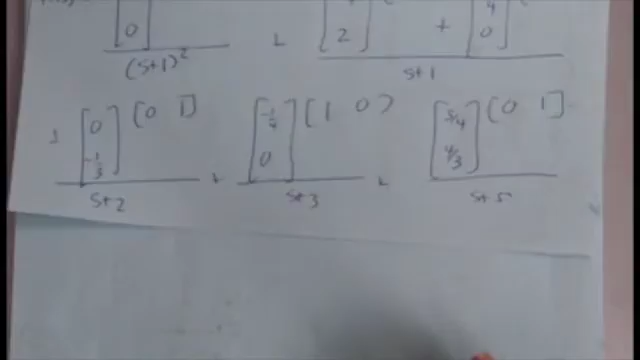 [0] / (s+1)² + [2] + [4 0] / s+1
+ [0 -1/3] [0 1] / s+2 + [-1/4 0] [1 0] / s+3 + [5/4 4/3] [0 1] / s+5